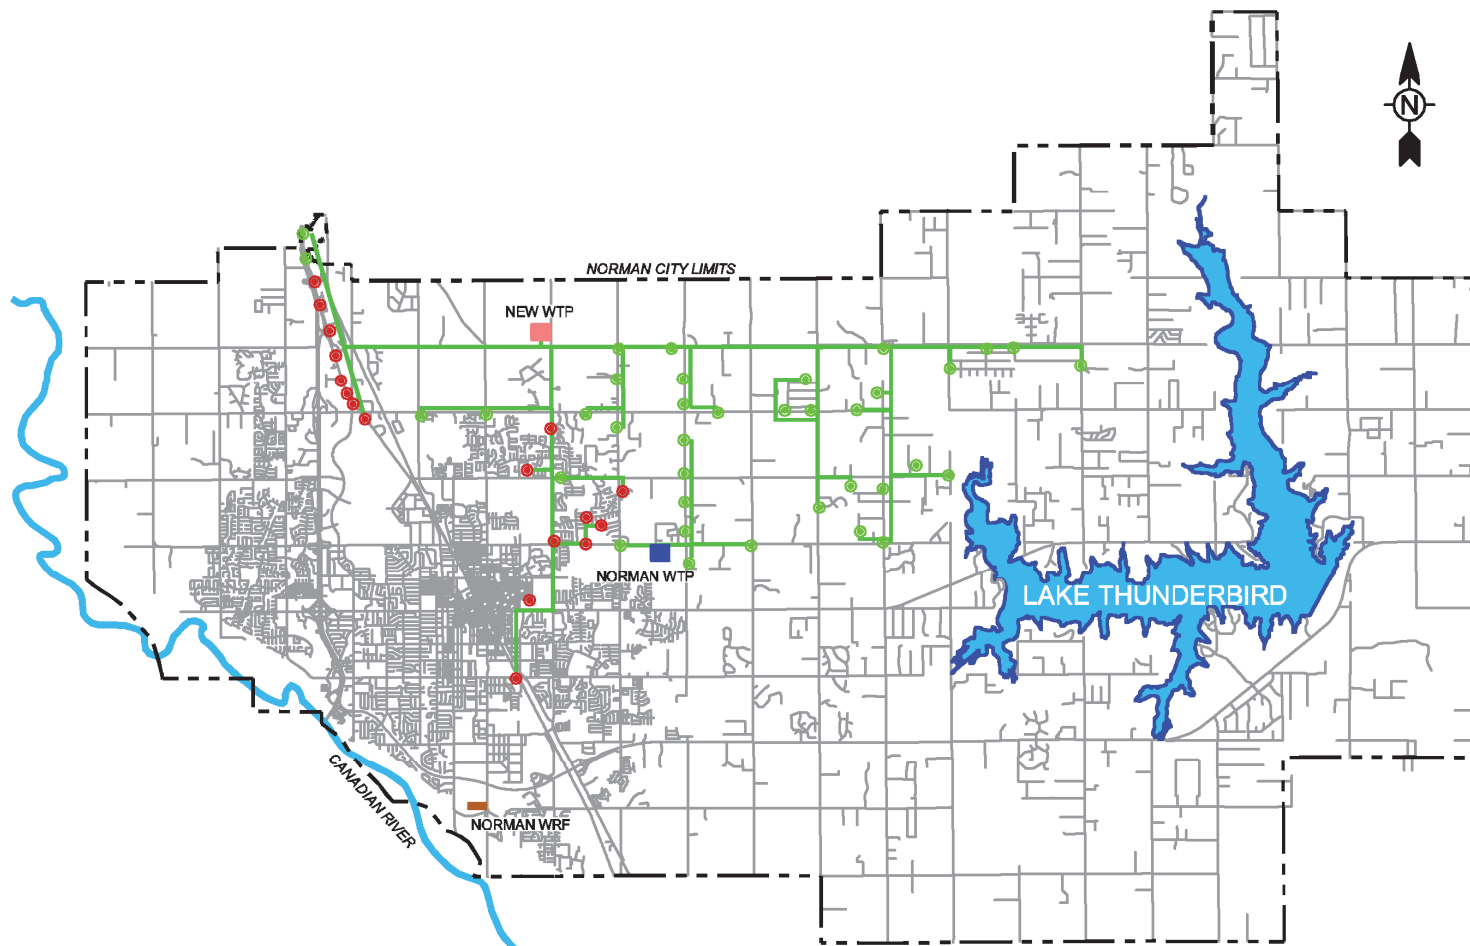 N
NORMAN CITY LIMITS
NEW WTP
NORMAN WTP
LAKE THUNDERBIRD
CANADIAN RIVER
NORMAN WRF